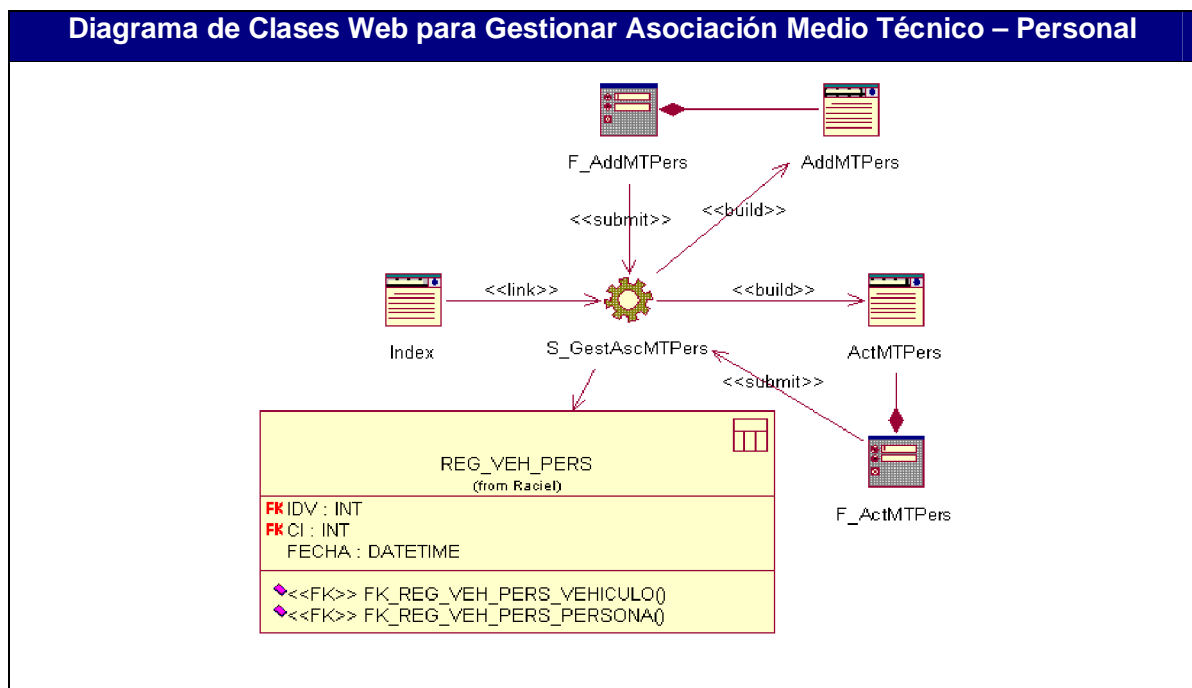 Diagrama de Clases Web para Gestionar Asociación Medio Técnico – Personal
F_AddMTPers
AddMTPers
<<submit>>
<<build>>
<<link>>
<<build>>
Index
S_GestAscMTPers
ActMTPers
<<submit>>
REG_VEH_PERS
(from Raciel)
FK IDV : INT
FK CI : INT
FECHA : DATETIME
F_ActMTPers
<<FK>> FK_REG_VEH_PERS_VEHICULO()
<<FK>> FK_REG_VEH_PERS_PERSONA()